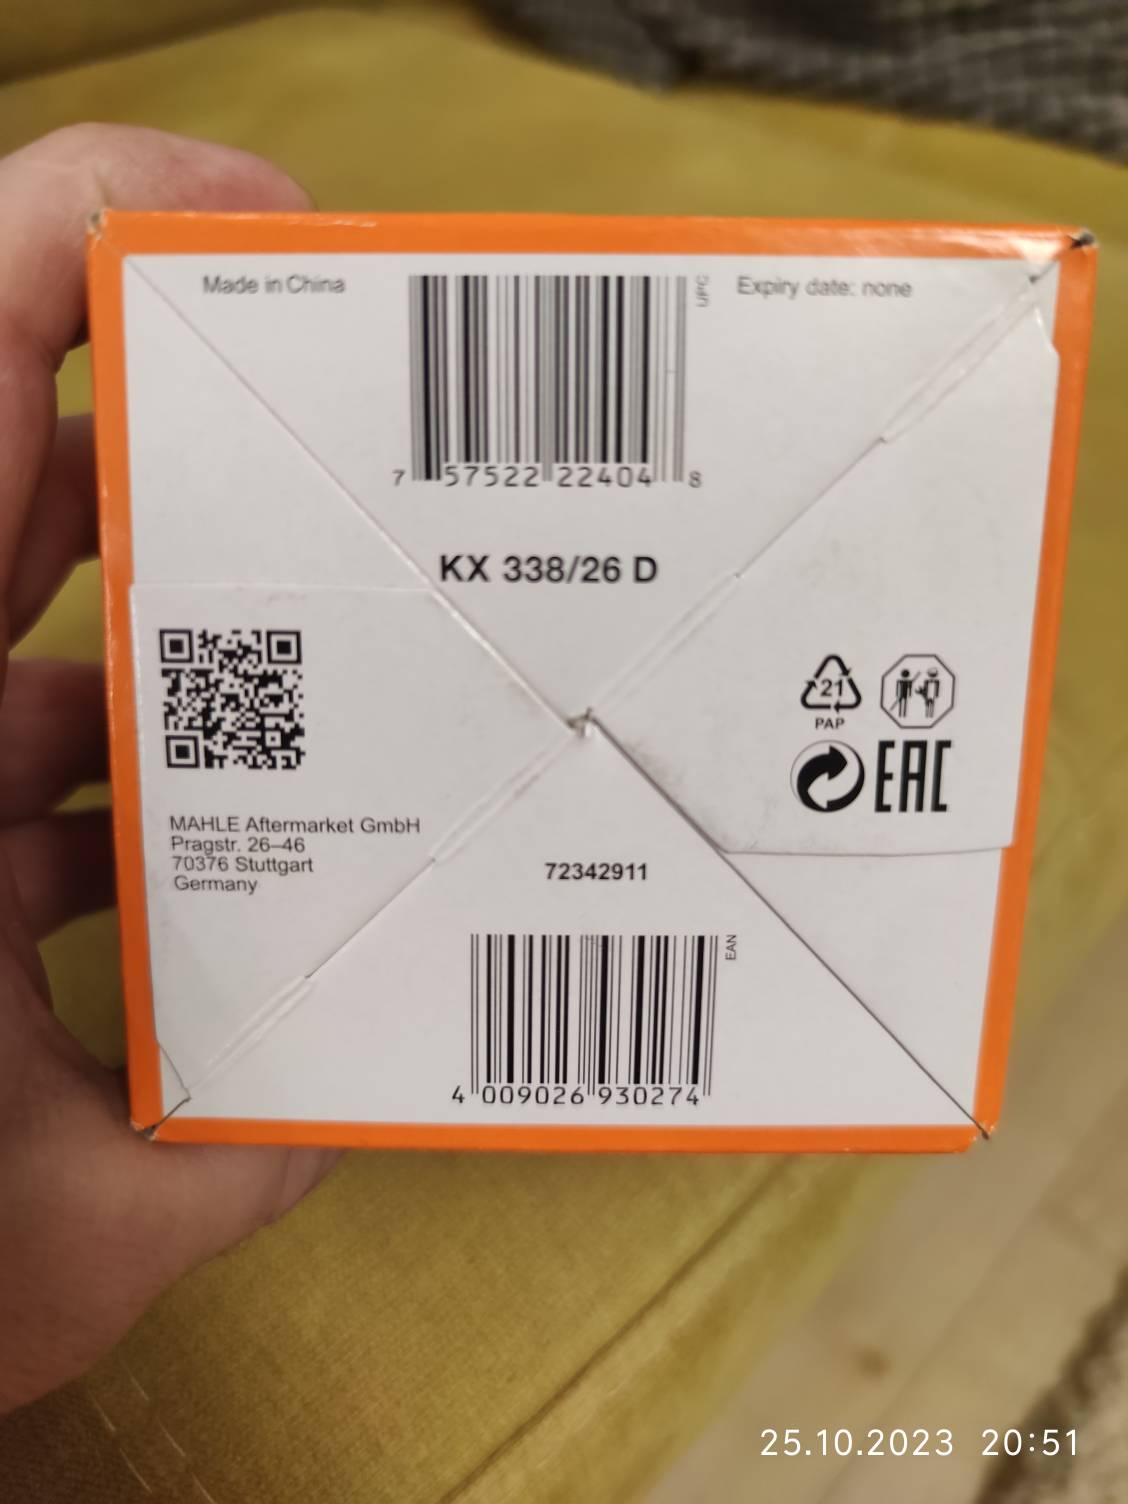 Made in China
UPC
Expiry date: none
7 57522 22404 8
KX 338/26 D
21
PAP
EAC
MAHLE Aftermarket GmbH
Pragstr. 26–46
70376 Stuttgart
Germany
72342911
EAN
4 009026 930274
25.10.2023 20:51